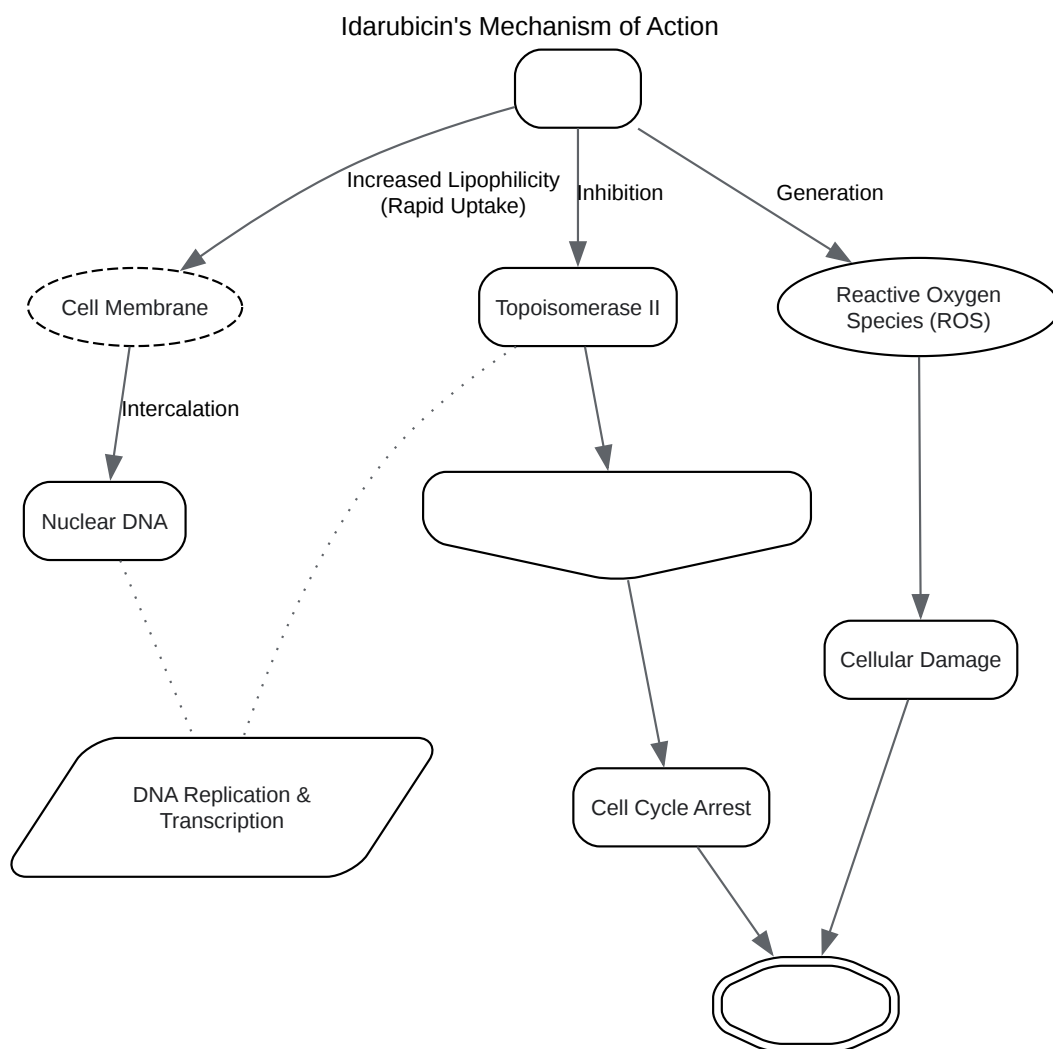 Idarubicin's Mechanism of Action
Increased Lipophilicity
(Rapid Uptake)
Inhibition
Generation
Cell Membrane
Topoisomerase II
Reactive Oxygen
Species (ROS)
Intercalation
Nuclear DNA
Cellular Damage
DNA Replication &
Transcription
Cell Cycle Arrest